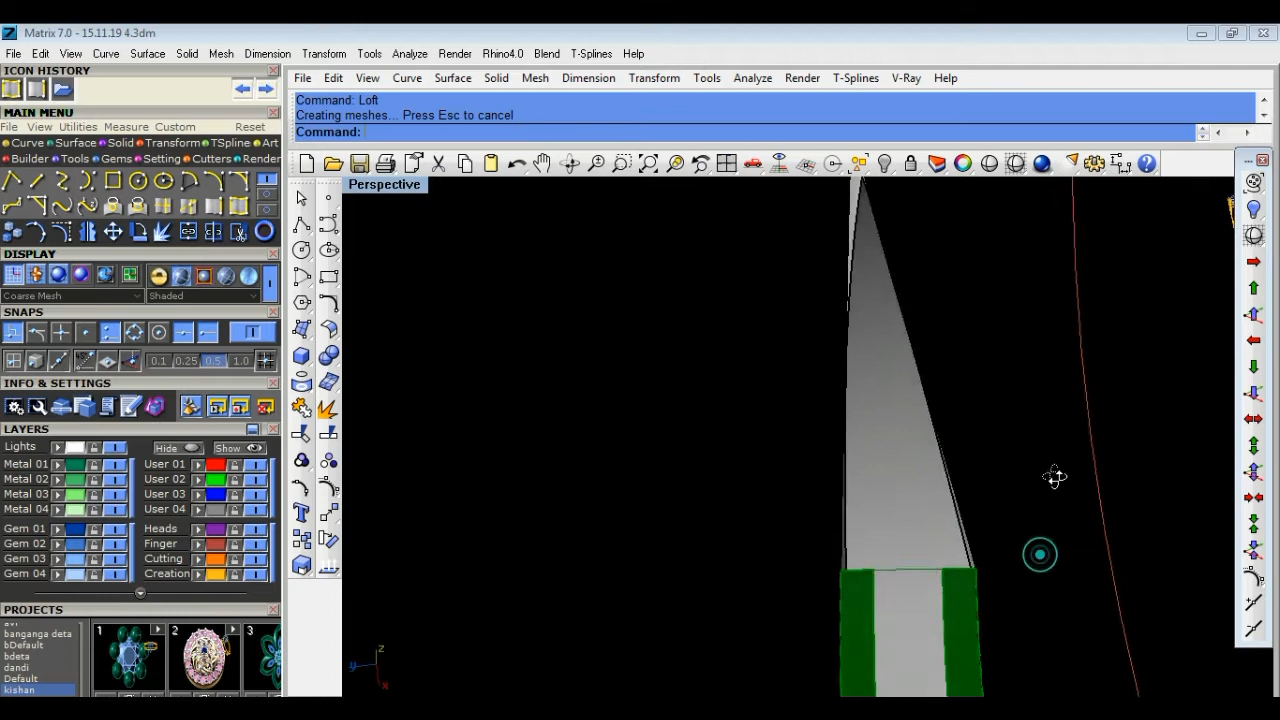 Matrix 7.0 - 15.11.19 4.3dm
File Edit View Curve Surface Solid Mesh Dimension Transform Tools Analyze Render Rhino4.0 Blend T-Splines Help
ICON HISTORY
MAIN MENU
File View Utilities Measure Custom Reset
Curve Surface Solid Transform TSpline Art
Builder Tools Gems Setting Cutters Render
DISPLAY
Coarse Mesh Shaded
SNAPS
0.1 0.25 0.5 1.0
INFO & SETTINGS
LAYERS
Lights Hide Show
Metal 01 User 01
Metal 02 User 02
Metal 03 User 03
Metal 04 User 04
Gem 01 Heads
Gem 02 Finger
Gem 03 Cutting
Gem 04 Creation
PROJECTS
banganga deta
bDefault
bdeta
dandi
Default
kishan
1 2 3
File Edit View Curve Surface Solid Mesh Dimension Transform Tools Analyze Render T-Splines V-Ray Help
Command: Loft
Creating meshes... Press Esc to cancel
Command:
Perspective
z
y
x